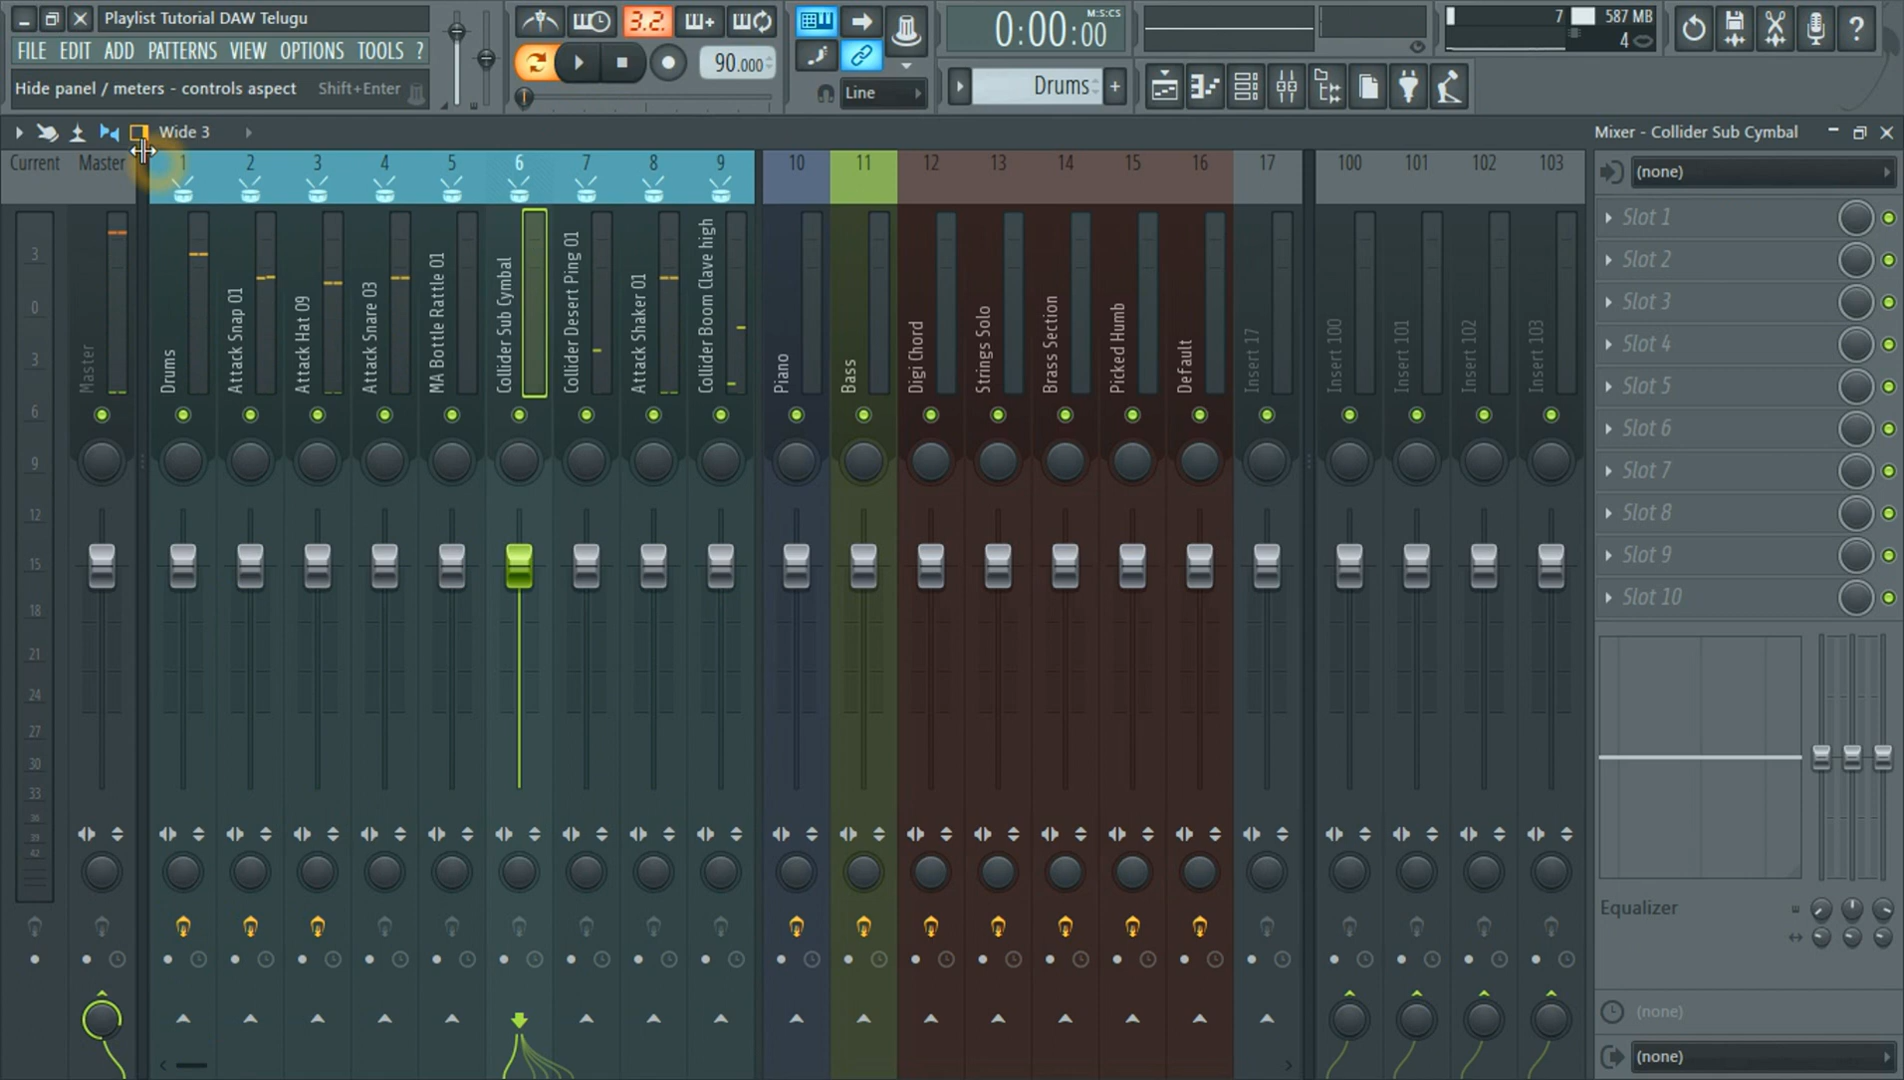 Playlist Tutorial DAW Telugu
FILE EDIT ADD PATTERNS VIEW OPTIONS TOOLS ?
Hide panel / meters - controls aspect Shift+Enter
3.2.
90.000
Line
0:00:00
M:S:CS
Drums
7
587 MB
4
Wide 3
Mixer - Collider Sub Cymbal
Current Master 1 2 3 4 5 6 7 8 9 10 11 12 13 14 15 16 17 100 101 102 103
Master
Drums
Attack Snap 01
Attack Hat 09
Attack Snare 03
MA Bottle Rattle 01
Collider Sub Cymbal
Collider Desert Ping 01
Attack Shaker 01
Collider Boom Clave high
Piano
Bass
Digi Chord
Strings Solo
Brass Section
Picked Humb
Default
Insert 17
Insert 100
Insert 101
Insert 102
Insert 103
3
0
3
6
9
12
15
18
21
24
27
30
33
36
39
42
(none)
Slot 1
Slot 2
Slot 3
Slot 4
Slot 5
Slot 6
Slot 7
Slot 8
Slot 9
Slot 10
Equalizer
(none)
(none)